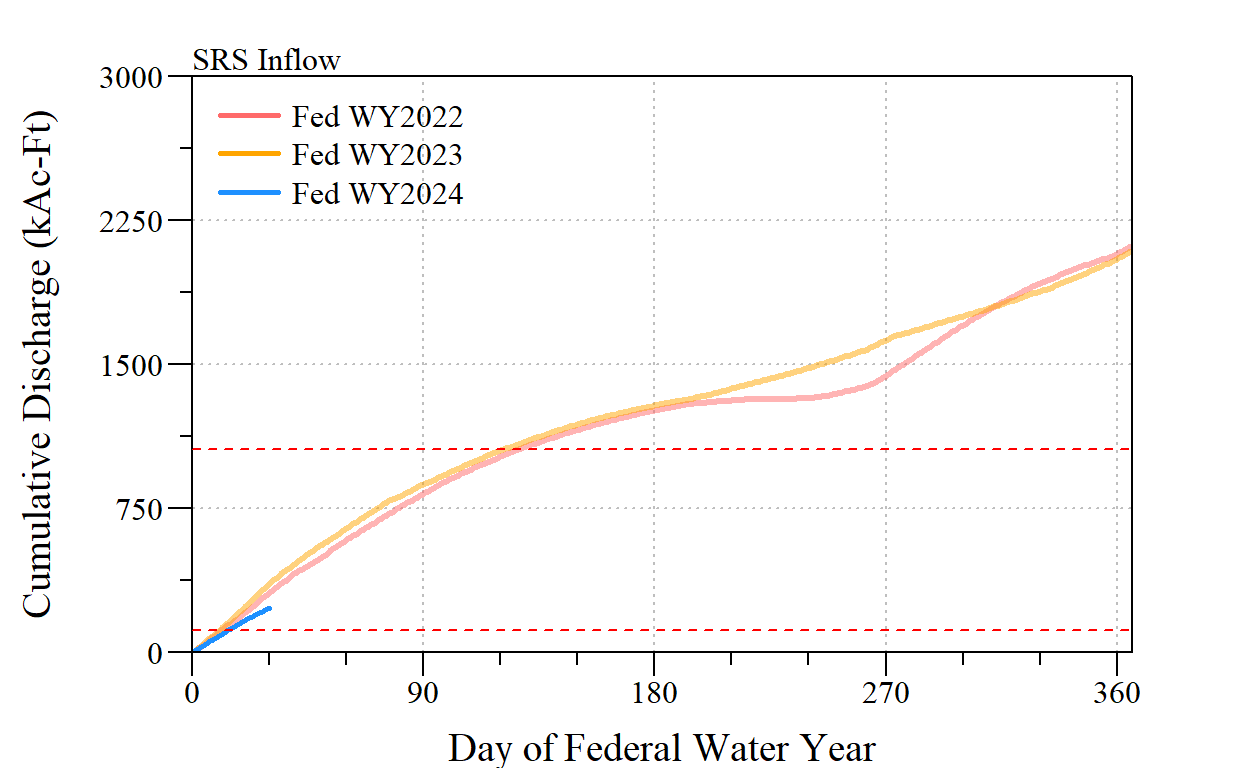 SRS Inflow
Cumulative Discharge (kAc-Ft)
3000
2250
1500
750
0
Fed WY2022
Fed WY2023
Fed WY2024
0 90 180 270 360
Day of Federal Water Year